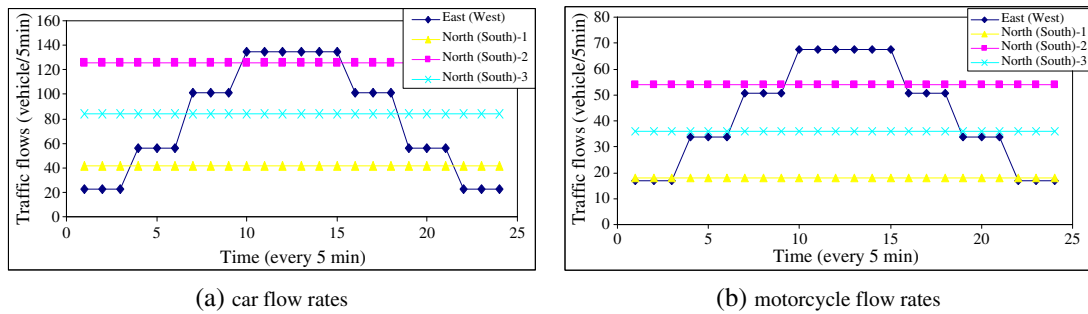 Traffic flows (vehicle/5min)
160
140
120
100
80
60
40
20
0
0 5 10 15 20 25
Time (every 5 min)
East (West)
North (South)-1
North (South)-2
North (South)-3
(a) car flow rates
Traffic flows (vehicle/5min)
80
70
60
50
40
30
20
10
0
0 5 10 15 20 25
Time (every 5 min)
East (West)
North (South)-1
North (South)-2
North (South)-3
(b) motorcycle flow rates